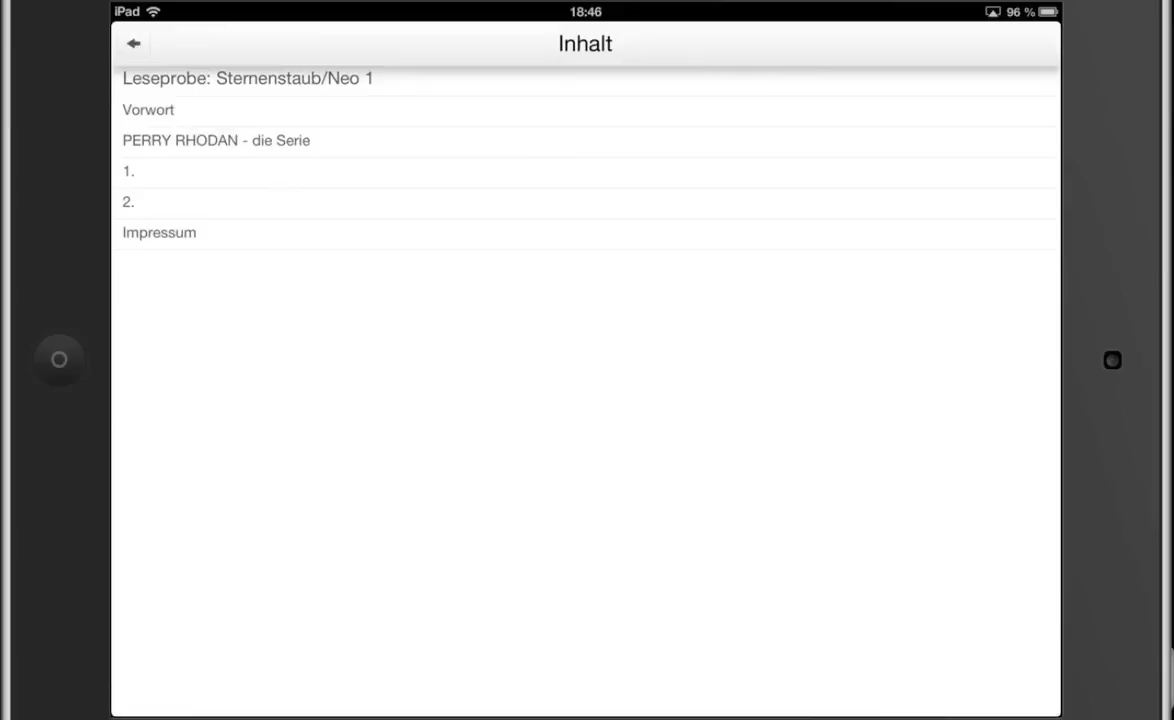 iPad 18:46 96 %
Inhalt
Leseprobe: Sternenstaub/Neo 1
Vorwort
PERRY RHODAN - die Serie
1.
2.
Impressum